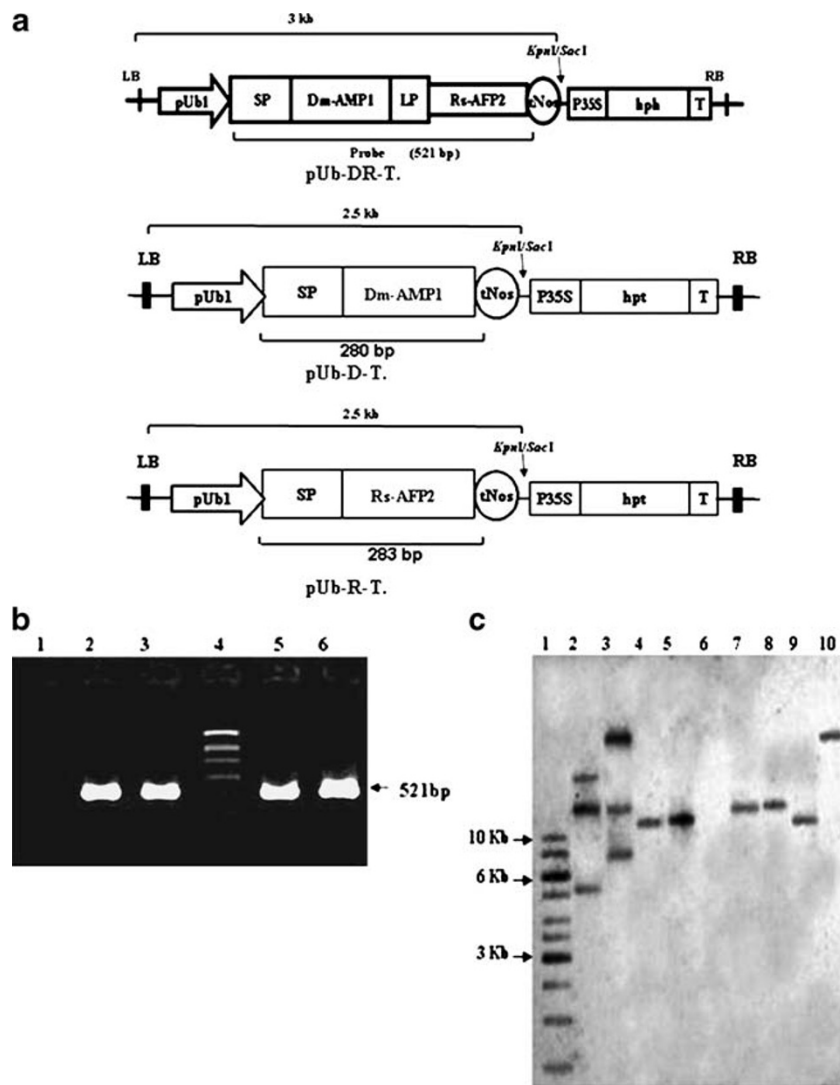 a
3 kb
KpnI/SacI
LB
RB
pUb1 SP Dm-AMP1 LP Rs-AFP2 tNos P35S hph T
Probe (521 bp)
pUb-DR-T.
2.5 kb
KpnI/SacI
LB
RB
pUb1 SP Dm-AMP1 tNos P35S hpt T
280 bp
pUb-D-T.
2.5 kb
KpnI/SacI
LB
RB
pUb1 SP Rs-AFP2 tNos P35S hpt T
283 bp
pUb-R-T.
b
1 2 3 4 5 6
521bp
c
1 2 3 4 5 6 7 8 9 10
10 Kb
6 Kb
3 Kb